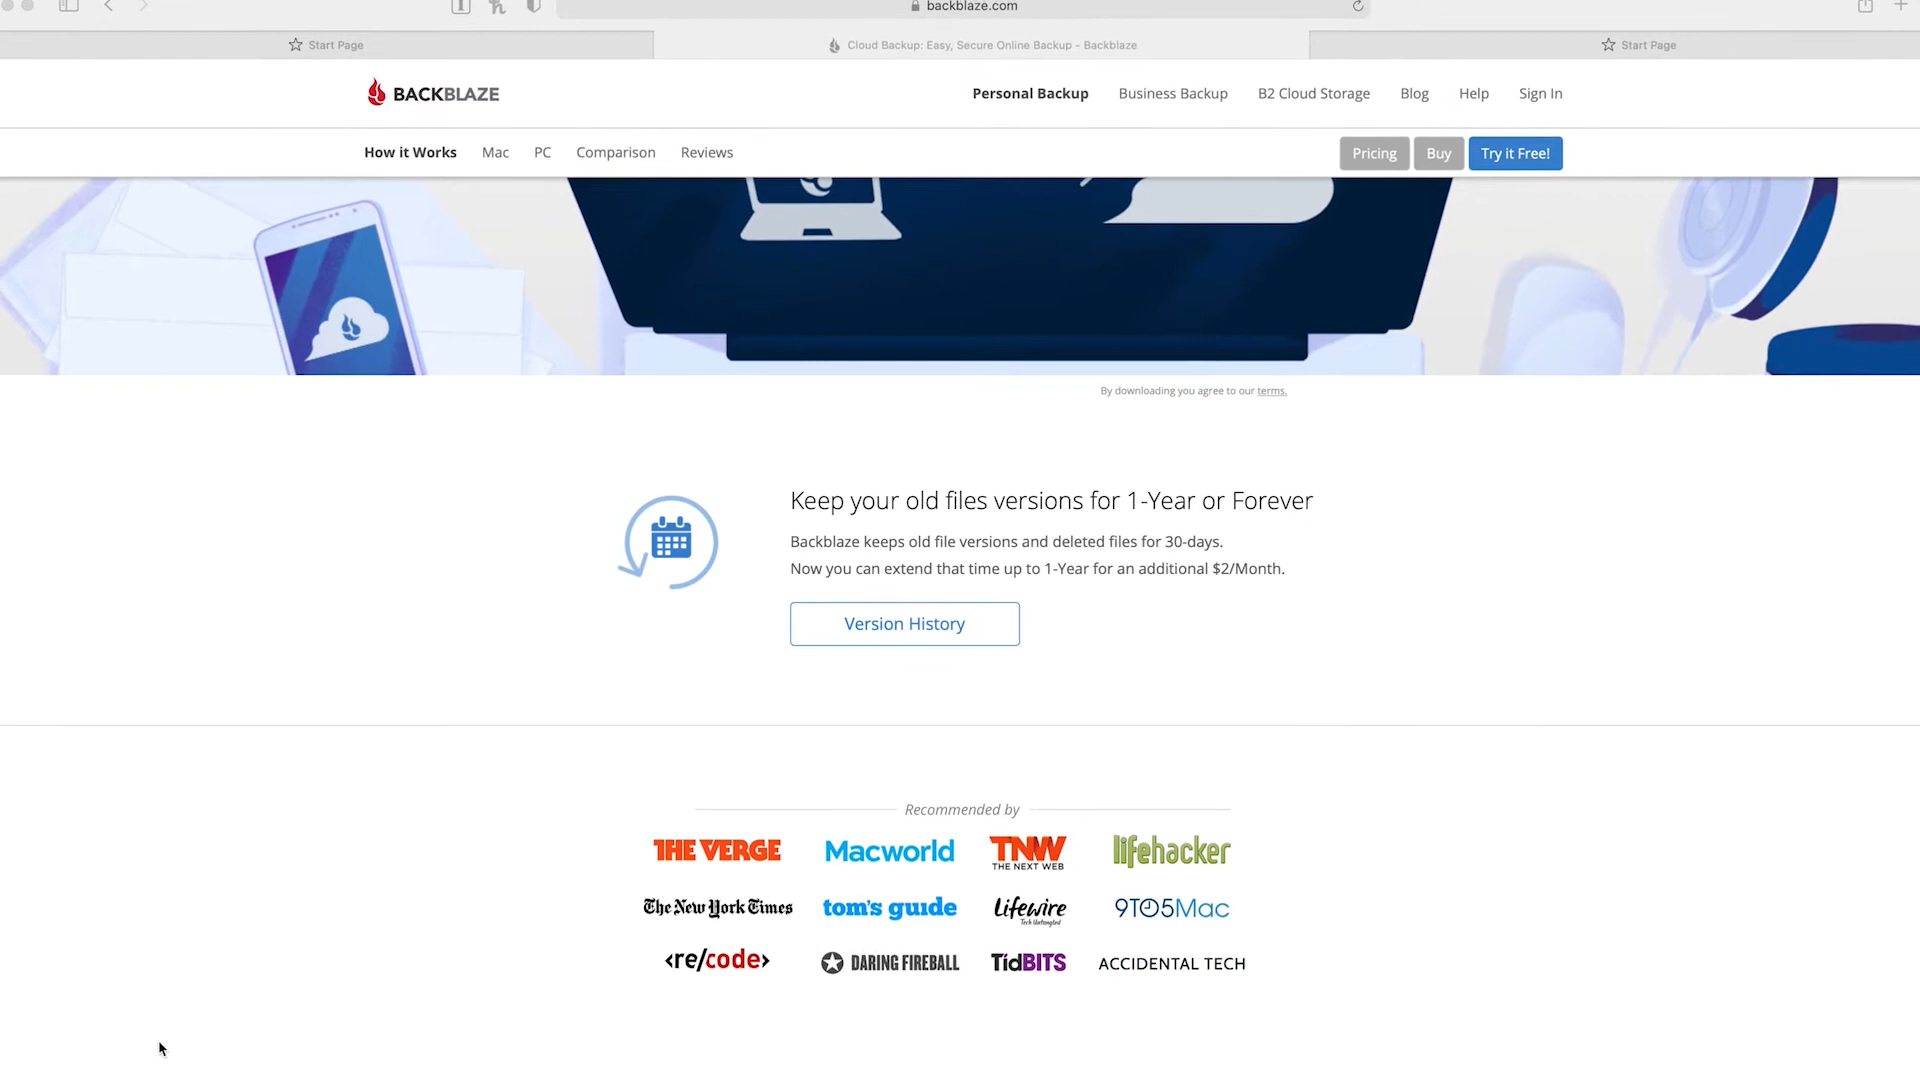 backblaze.com
Start Page
Cloud Backup: Easy, Secure Online Backup - Backblaze
Start Page
BACKBLAZE
Personal Backup
Business Backup
B2 Cloud Storage
Blog
Help
Sign In
How it Works
Mac
PC
Comparison
Reviews
Pricing
Buy
Try it Free!
By downloading you agree to our terms.
Keep your old files versions for 1-Year or Forever
Backblaze keeps old file versions and deleted files for 30-days.
Now you can extend that time up to 1-Year for an additional $2/Month.
Version History
Recommended by
THE VERGE
Macworld
TNW
THE NEXT WEB
lifehacker
The New York Times
tom's guide
Lifewire
Tech Untangled
9TO5Mac
<re/code>
DARING FIREBALL
TidBITS
ACCIDENTAL TECH